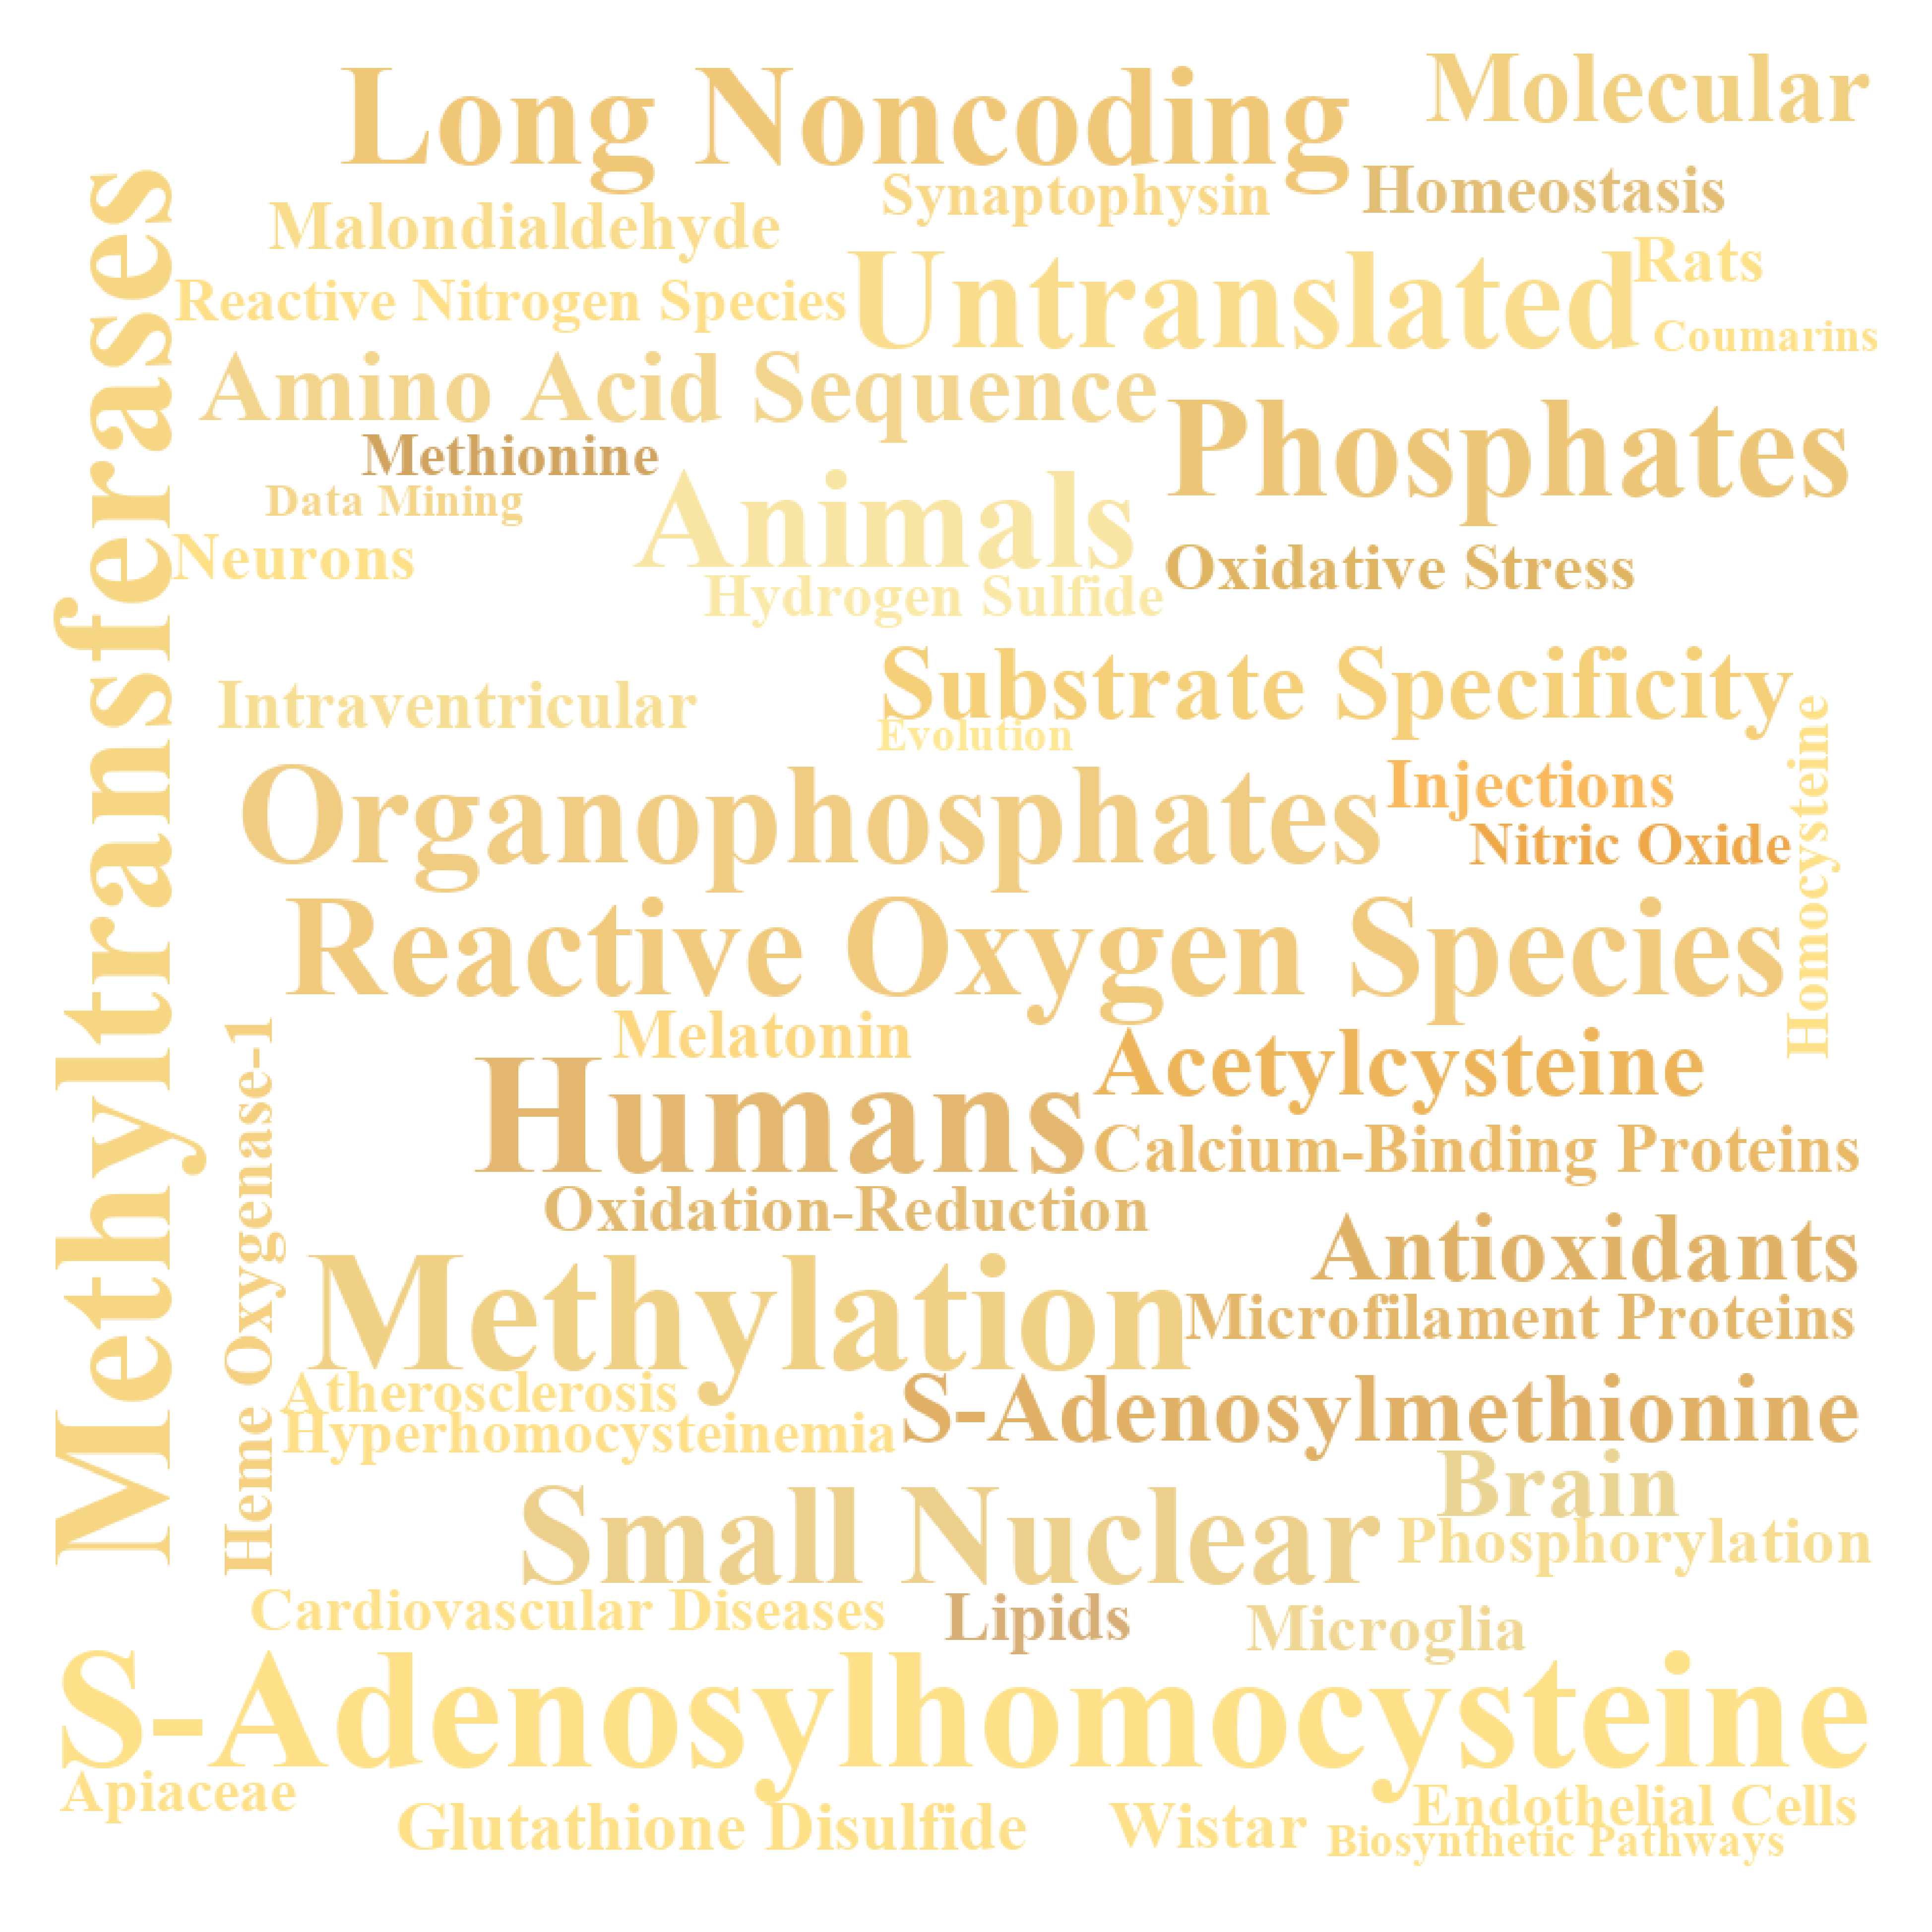 Long Noncoding
Molecular
Synaptophysin
Homeostasis
Malondialdehyde
Untranslated
Rats
Reactive Nitrogen Species
Coumarins
Amino Acid Sequence
Phosphates
Methionine
Data Mining
Animals
Neurons
Oxidative Stress
Hydrogen Sulfide
Methyltransferases
Substrate Specificity
Intraventricular
Evolution
Homocysteine
Organophosphates
Injections
Nitric Oxide
Reactive Oxygen Species
Melatonin
Heme Oxygenase-1
Humans
Acetylcysteine
Calcium-Binding Proteins
Oxidation-Reduction
Antioxidants
Methylation
Microfilament Proteins
Atherosclerosis
Hyperhomocysteinemia
S-Adenosylmethionine
Brain
Small Nuclear
Phosphorylation
Cardiovascular Diseases
Lipids
Microglia
S-Adenosylhomocysteine
Apiaceae
Glutathione Disulfide
Wistar
Endothelial Cells
Biosynthetic Pathways